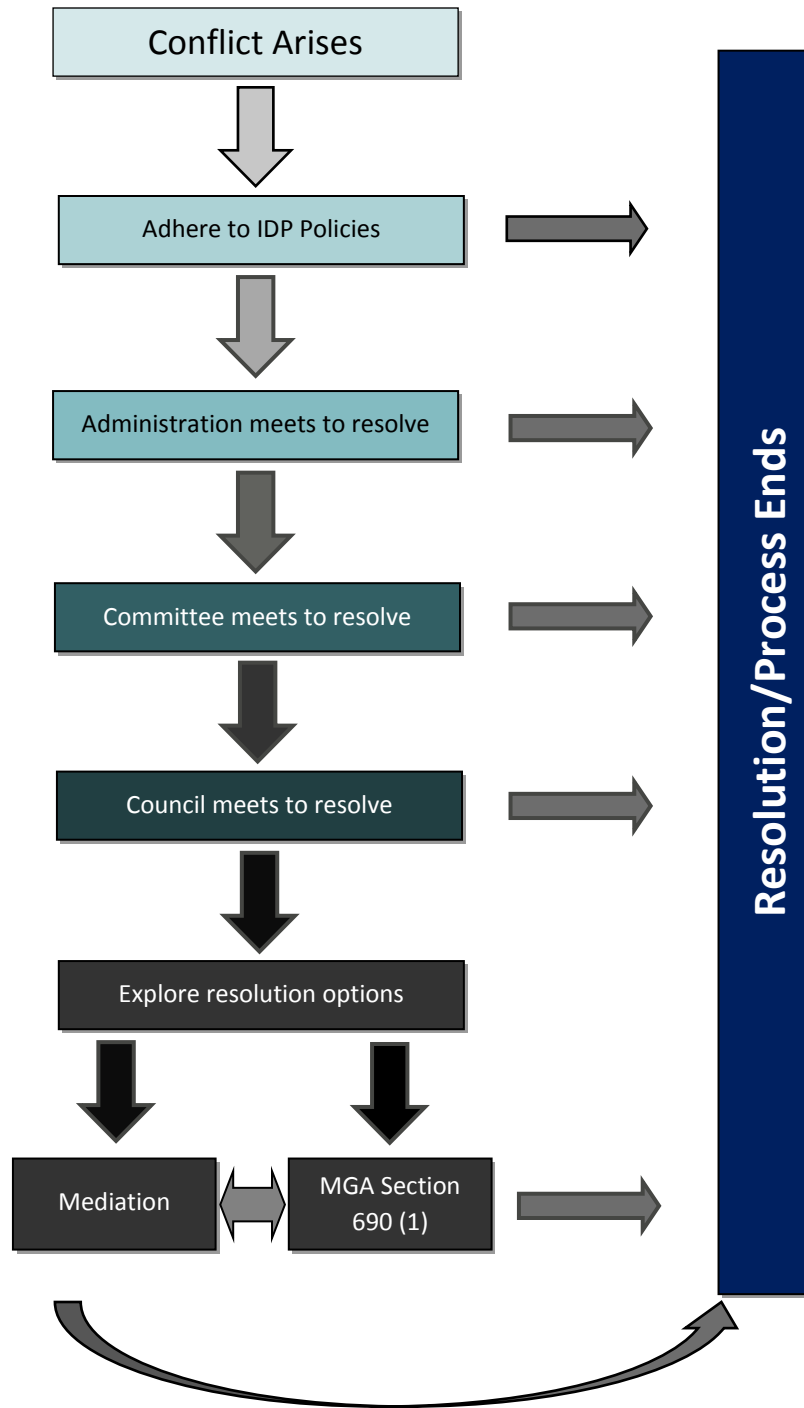 Conflict Arises
Adhere to IDP Policies
Administration meets to resolve
Committee meets to resolve
Council meets to resolve
Explore resolution options
Mediation
MGA Section
690 (1)
Resolution/Process Ends